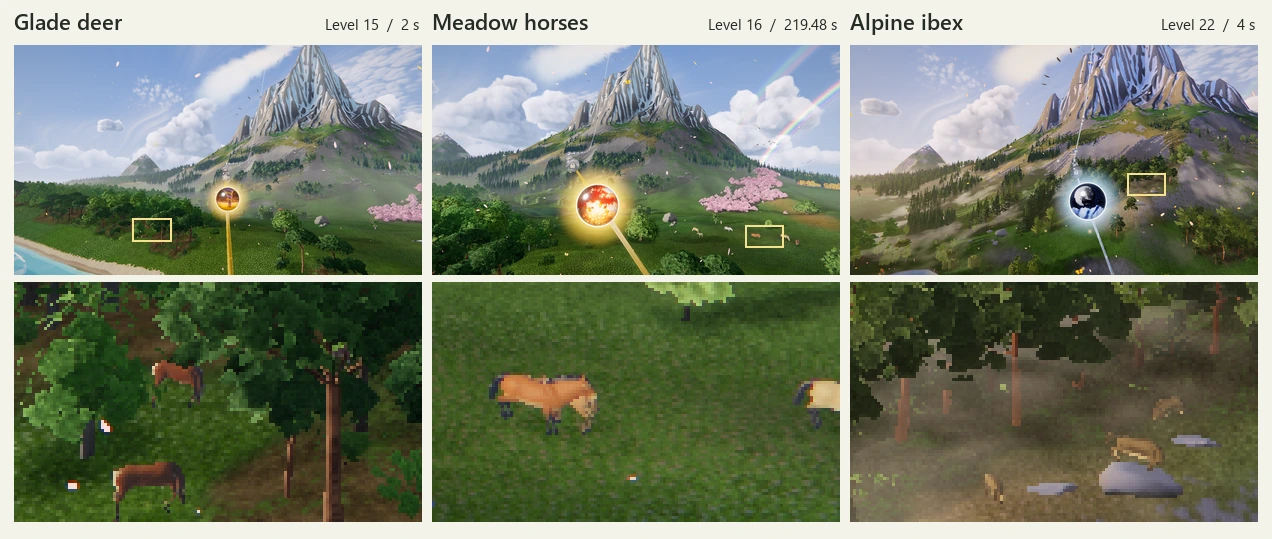 Glade deer
Level 15 / 2 s
Meadow horses
Level 16 / 219.48 s
Alpine ibex
Level 22 / 4 s